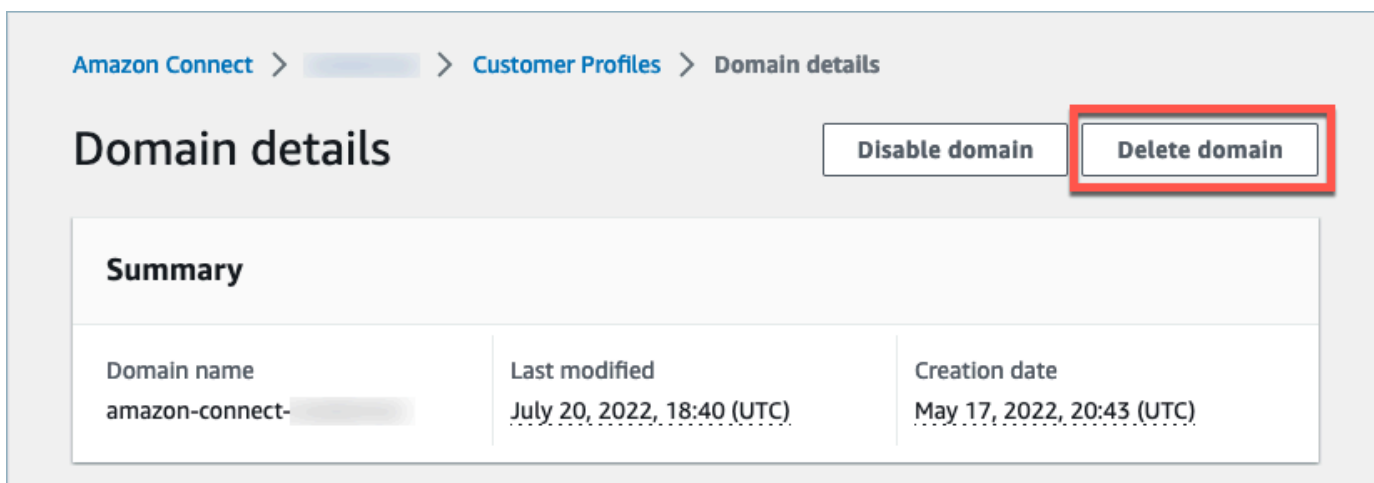 Amazon Connect > > Customer Profiles > Domain details
Domain details
Disable domain
Delete domain
Summary
Domain name
amazon-connect-
Last modified
July 20, 2022, 18:40 (UTC)
Creation date
May 17, 2022, 20:43 (UTC)